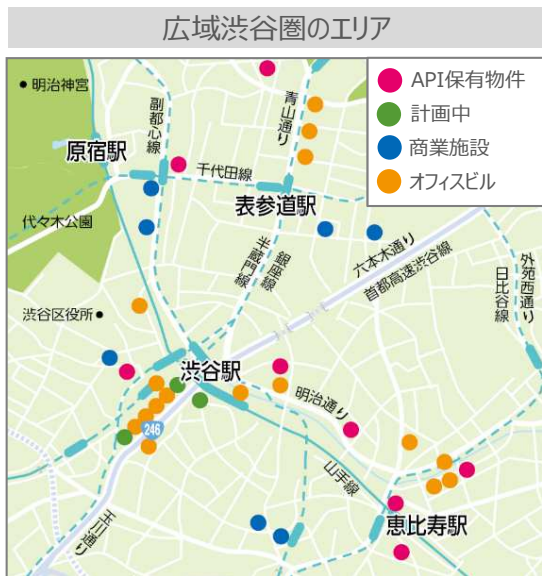 広域渋谷圏のエリア
API保有物件
計画中
商業施設
オフィスビル
明治神宮
副都心線
青山通り
原宿駅
千代田線
表参道駅
代々木公園
銀座線
半蔵門線
六本木通り
首都高速渋谷線
外苑西通り
日比谷線
渋谷区役所
渋谷駅
明治通り
246
山手線
玉川通り
恵比寿駅